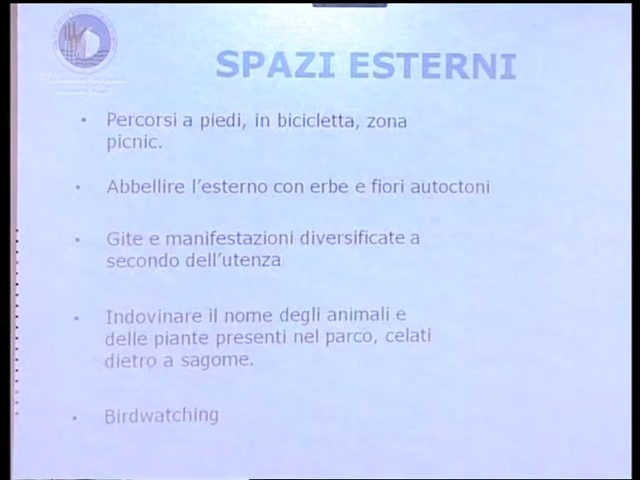 SPAZI ESTERNI
• Percorsi a piedi, in bicicletta, zona
picnic.
• Abbellire l'esterno con erbe e fiori autoctoni
• Gite e manifestazioni diversificate a
secondo dell'utenza
• Indovinare il nome degli animali e
delle piante presenti nel parco, celati
dietro a sagome.
• Birdwatching